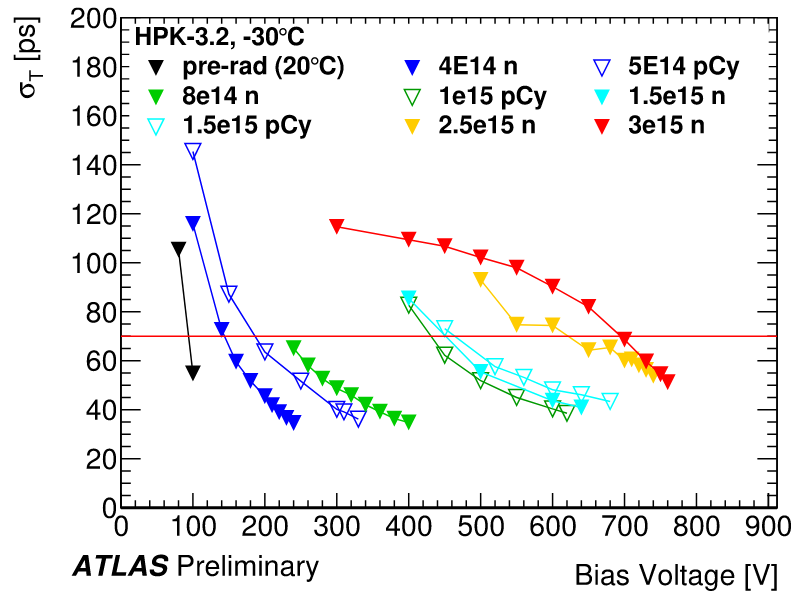 σT [ps]
HPK-3.2, -30°C
pre-rad (20°C) 4E14 n 5E14 pCy
8e14 n 1e15 pCy 1.5e15 n
1.5e15 pCy 2.5e15 n 3e15 n
200
180
160
140
120
100
80
60
40
20
0
0 100 200 300 400 500 600 700 800 900
ATLAS Preliminary
Bias Voltage [V]